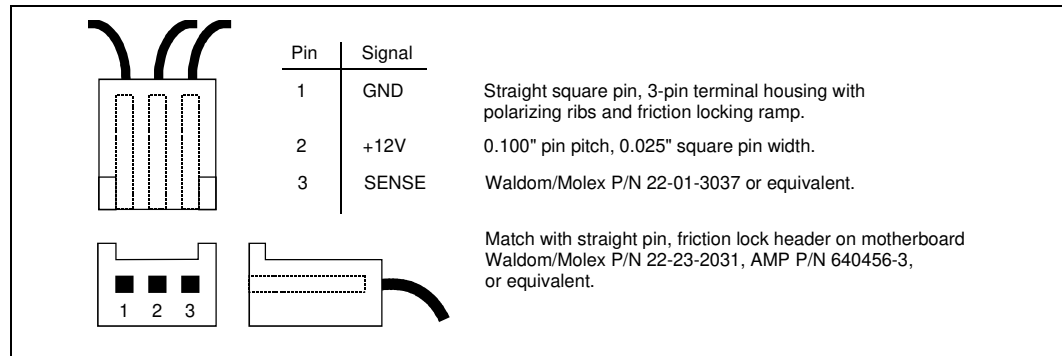 Pin Signal
1 GND Straight square pin, 3-pin terminal housing with
polarizing ribs and friction locking ramp.
2 +12V 0.100" pin pitch, 0.025" square pin width.
3 SENSE Waldom/Molex P/N 22-01-3037 or equivalent.
Match with straight pin, friction lock header on motherboard
Waldom/Molex P/N 22-23-2031, AMP P/N 640456-3,
or equivalent.
1 2 3